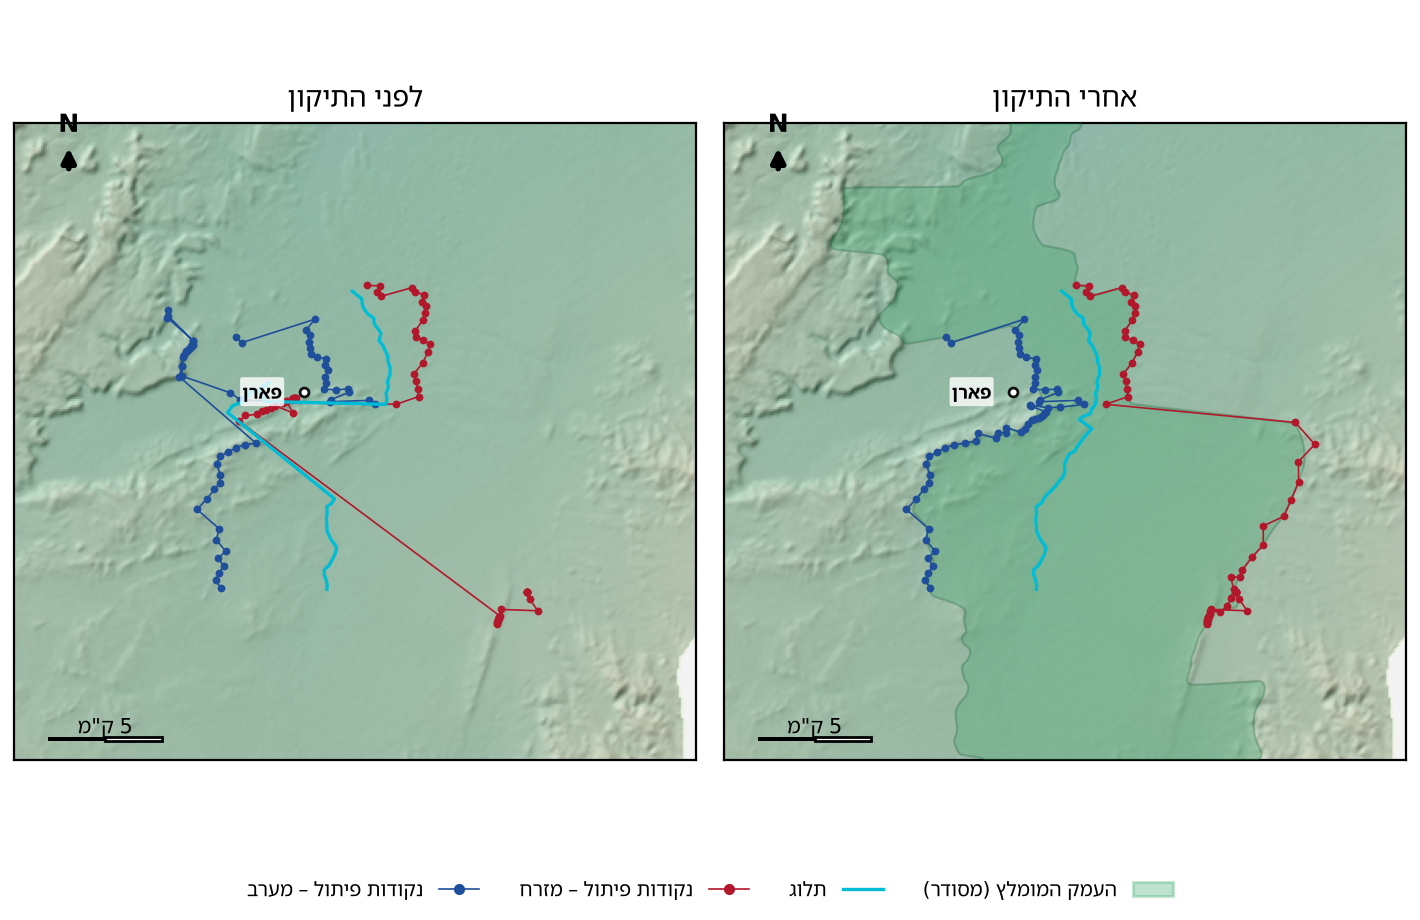 אחרי התיקון
לפני התיקון
N
N
פארן
פארן
5 ק"מ
5 ק"מ
העמק המומלץ (מסודר)
תלוג
נקודות פיתול – מזרח
נקודות פיתול – מערב